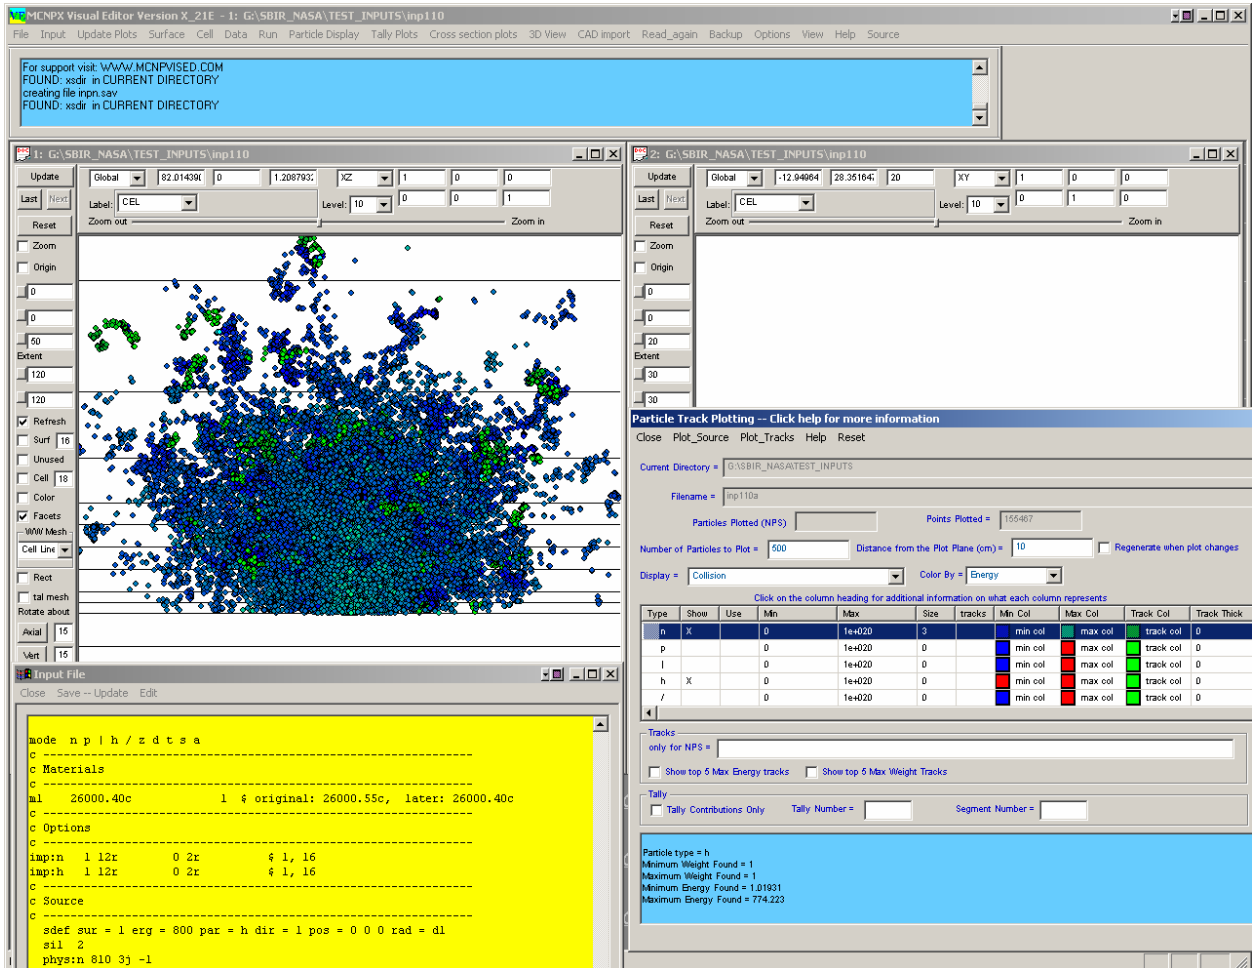 MCNPX Visual Editor Version X_21E - 1: G:\SBIR_NASA\TEST_INPUTS\inp110
File Input Update Plots Surface Cell Data Run Particle Display Tally Plots Cross section plots 3D View CAD import Read_again Backup Options View Help Source
For support visit: WWW.MCNPVISED.COM
FOUND: xsdir in CURRENT DIRECTORY
creating file inpn.sav
FOUND: xsdir in CURRENT DIRECTORY
1: G:\SBIR_NASA\TEST_INPUTS\inp110
Update Global 82.01439( 0 1.2087932 XZ 1 0 0
Last Next Label: CEL Level: 10 0 0 1
Reset Zoom out Zoom in
Zoom
Origin
0
0
50
Extent
120
120
Refresh
Surf 16
Unused
Cell 18
Color
Facets
WW Mesh
Cell Line
Rect
tal mesh
Rotate about
Axial 15
Vert 15
2: G:\SBIR_NASA\TEST_INPUTS\inp110
Update Global -12.94964 28.35164 20 XY 1 0 0
Last Next Label: CEL Level: 10 0 1 0
Reset Zoom out Zoom in
Zoom
Origin
0
0
20
Extent
30
30
Particle Track Plotting -- Click help for more information
Close Plot_Source Plot_Tracks Help Reset
Current Directory = G:\SBIR_NASA\TEST_INPUTS
Filename = inp110a
Particles Plotted (NPS) Points Plotted = 155467
Number of Particles to Plot = 500 Distance from the Plot Plane (cm) = 10 Regenerate when plot changes
Display = Collision Color By = Energy
Click on the column heading for additional information on what each column represents
Type Show Use Min Max Size tracks Min Col Max Col Track Col Track Thick
n X 0 1e+020 3 min col max col track col 0
p 0 1e+020 0 min col max col track col 0
| 0 1e+020 0 min col max col track col 0
h X 0 1e+020 0 min col max col track col 0
/ 0 1e+020 0 min col max col track col 0
Tracks
only for NPS =
Show top 5 Max Energy tracks Show top 5 Max Weight Tracks
Tally
Tally Contributions Only Tally Number = Segment Number =
Particle type = h
Minimum Weight Found = 1
Maximum Weight Found = 1
Minimum Energy Found = 1.01931
Maximum Energy Found = 774.223
Input File
Close Save -- Update Edit
mode n p | h / z d t s a
c ------------------------------------------------------------
c Materials
c ------------------------------------------------------------
m1 26000.40c 1 $ original: 26000.55c, later: 26000.40c
c ------------------------------------------------------------
c Options
c ------------------------------------------------------------
imp:n 1 12r 0 2r $ 1, 16
imp:h 1 12r 0 2r $ 1, 16
c ------------------------------------------------------------
c Source
c ------------------------------------------------------------
sdef sur = 1 erg = 800 par = h dir = 1 pos = 0 0 0 rad = d1
si1 2
phys:n 810 3j -1